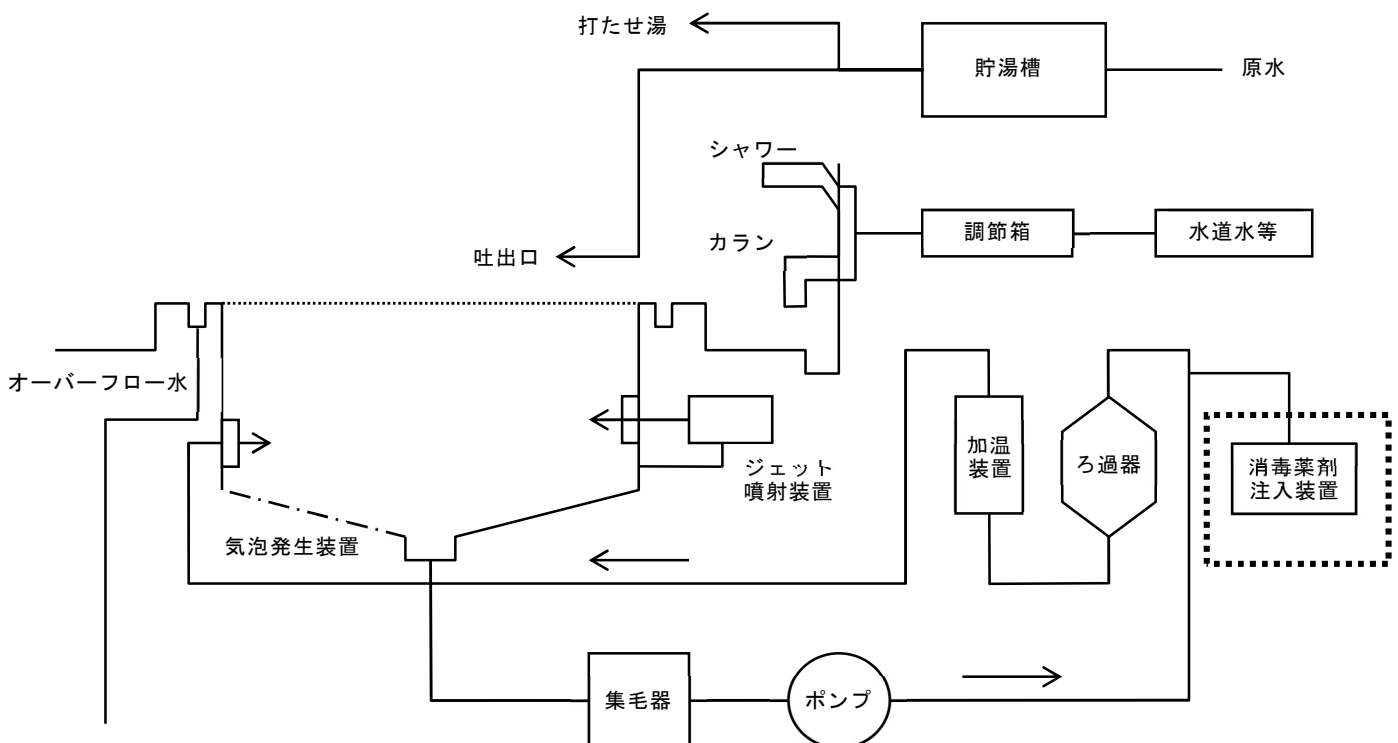 打たせ湯
貯湯槽
原水
シャワー
カラン
調節箱
水道水等
吐出口
オーバーフロー水
ジェット
噴射装置
加温
装置
ろ過器
消毒薬剤
注入装置
気泡発生装置
集毛器
ポンプ